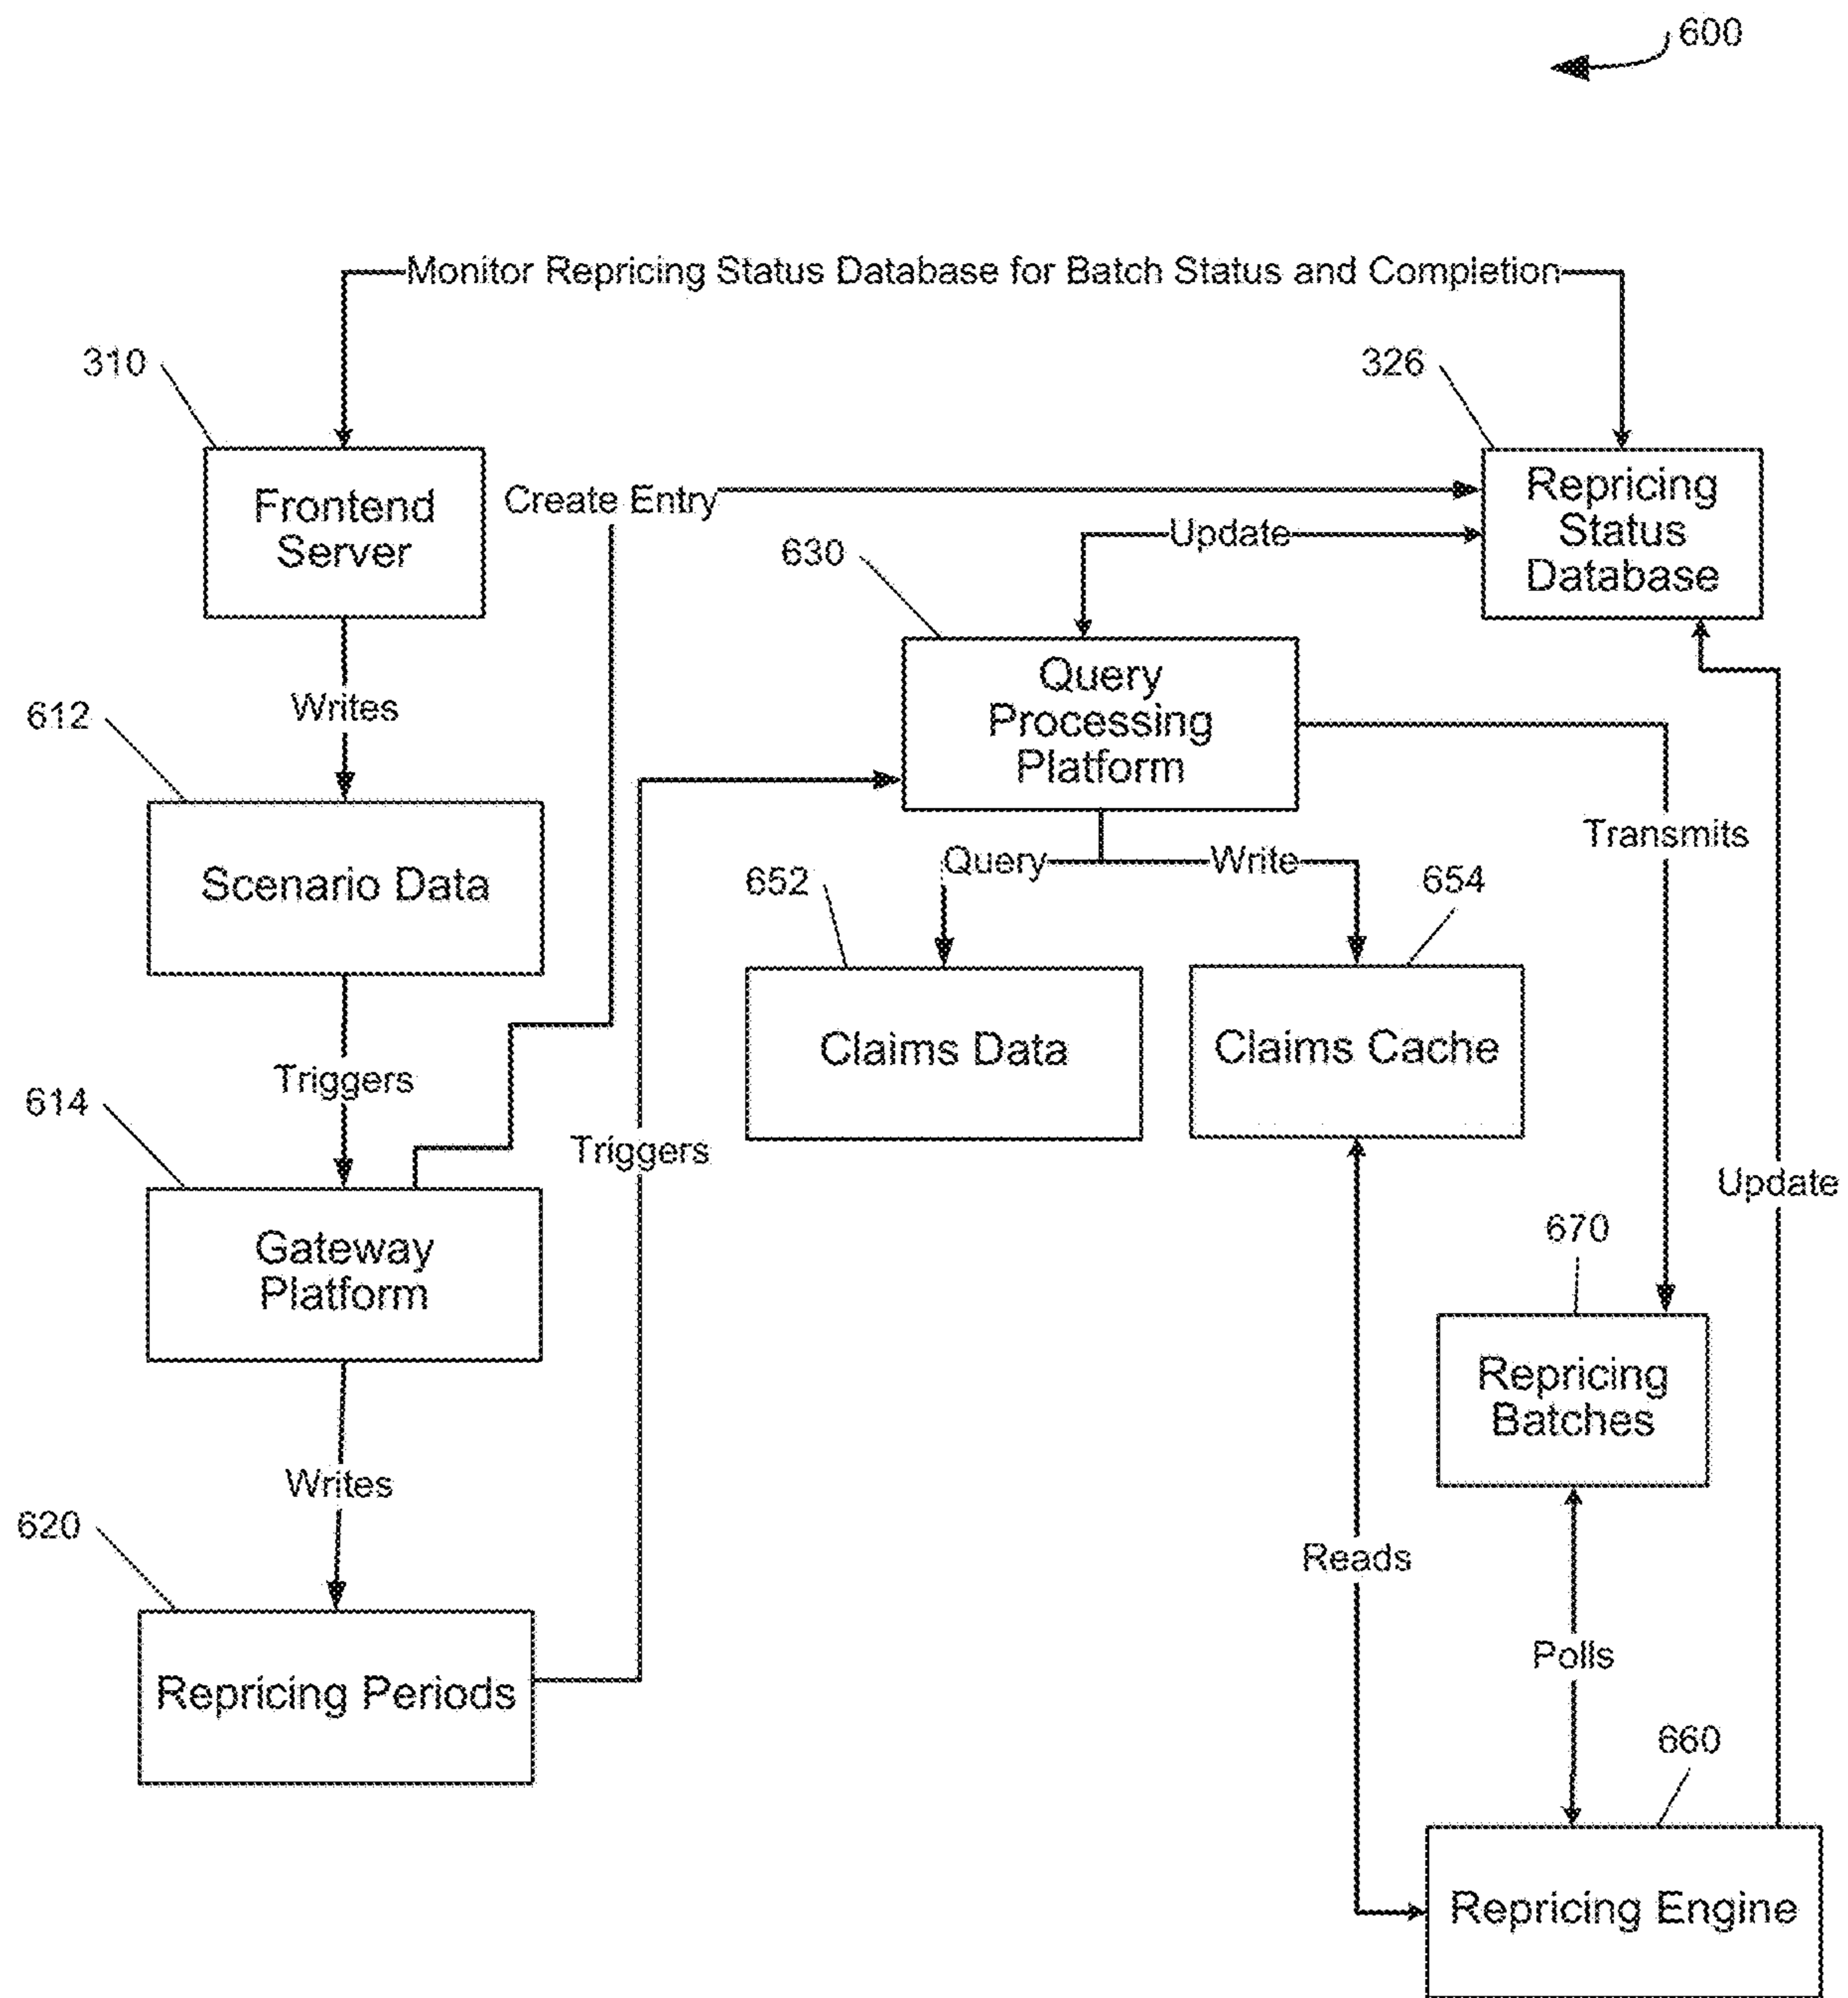 600
Monitor Repricing Status Database for Batch Status and Completion
310
326
Frontend
Server
Create Entry
Repricing
Status
Database
Update
630
Query
Processing
Platform
Writes
612
Transmits
Scenario Data
Query
Write
652
654
Claims Data
Claims Cache
Triggers
614
Triggers
Update
670
Gateway
Platform
Repricing
Batches
Writes
620
Reads
Polls
Repricing Periods
660
Repricing Engine